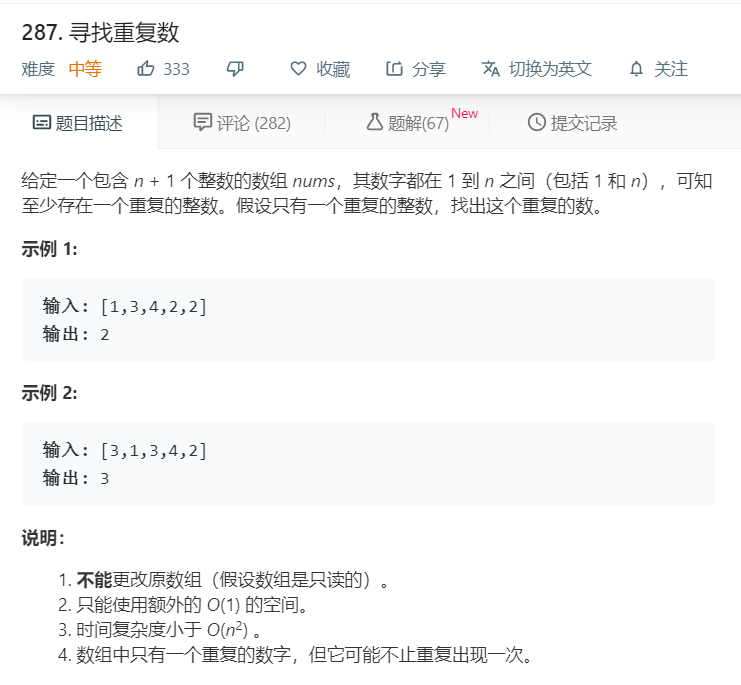 287. 寻找重复数
难度 中等 333 收藏 分享 切换为英文 关注
题目描述 评论 (282) 题解(67) New 提交记录
给定一个包含 n + 1 个整数的数组 nums，其数字都在 1 到 n 之间（包括 1 和 n），可知
至少存在一个重复的整数。假设只有一个重复的整数，找出这个重复的数。
示例 1:
输入: [1,3,4,2,2]
输出: 2
示例 2:
输入: [3,1,3,4,2]
输出: 3
说明：
1. 不能更改原数组（假设数组是只读的）。
2. 只能使用额外的 O(1) 的空间。
3. 时间复杂度小于 O(n²) 。
4. 数组中只有一个重复的数字，但它可能不止重复出现一次。